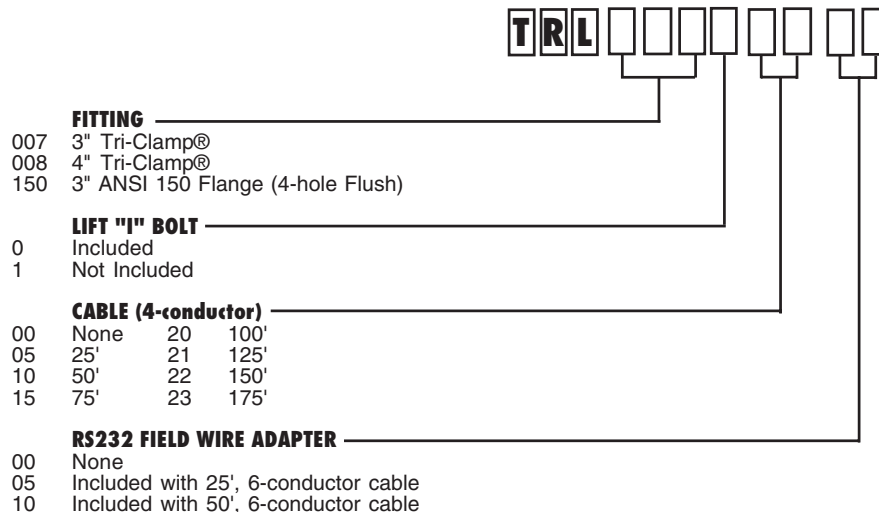 TRL
FITTING
007 3" Tri-Clamp®
008 4" Tri-Clamp®
150 3" ANSI 150 Flange (4-hole Flush)
LIFT "I" BOLT
0 Included
1 Not Included
CABLE (4-conductor)
00 None 20 100'
05 25' 21 125'
10 50' 22 150'
15 75' 23 175'
RS232 FIELD WIRE ADAPTER
00 None
05 Included with 25', 6-conductor cable
10 Included with 50', 6-conductor cable